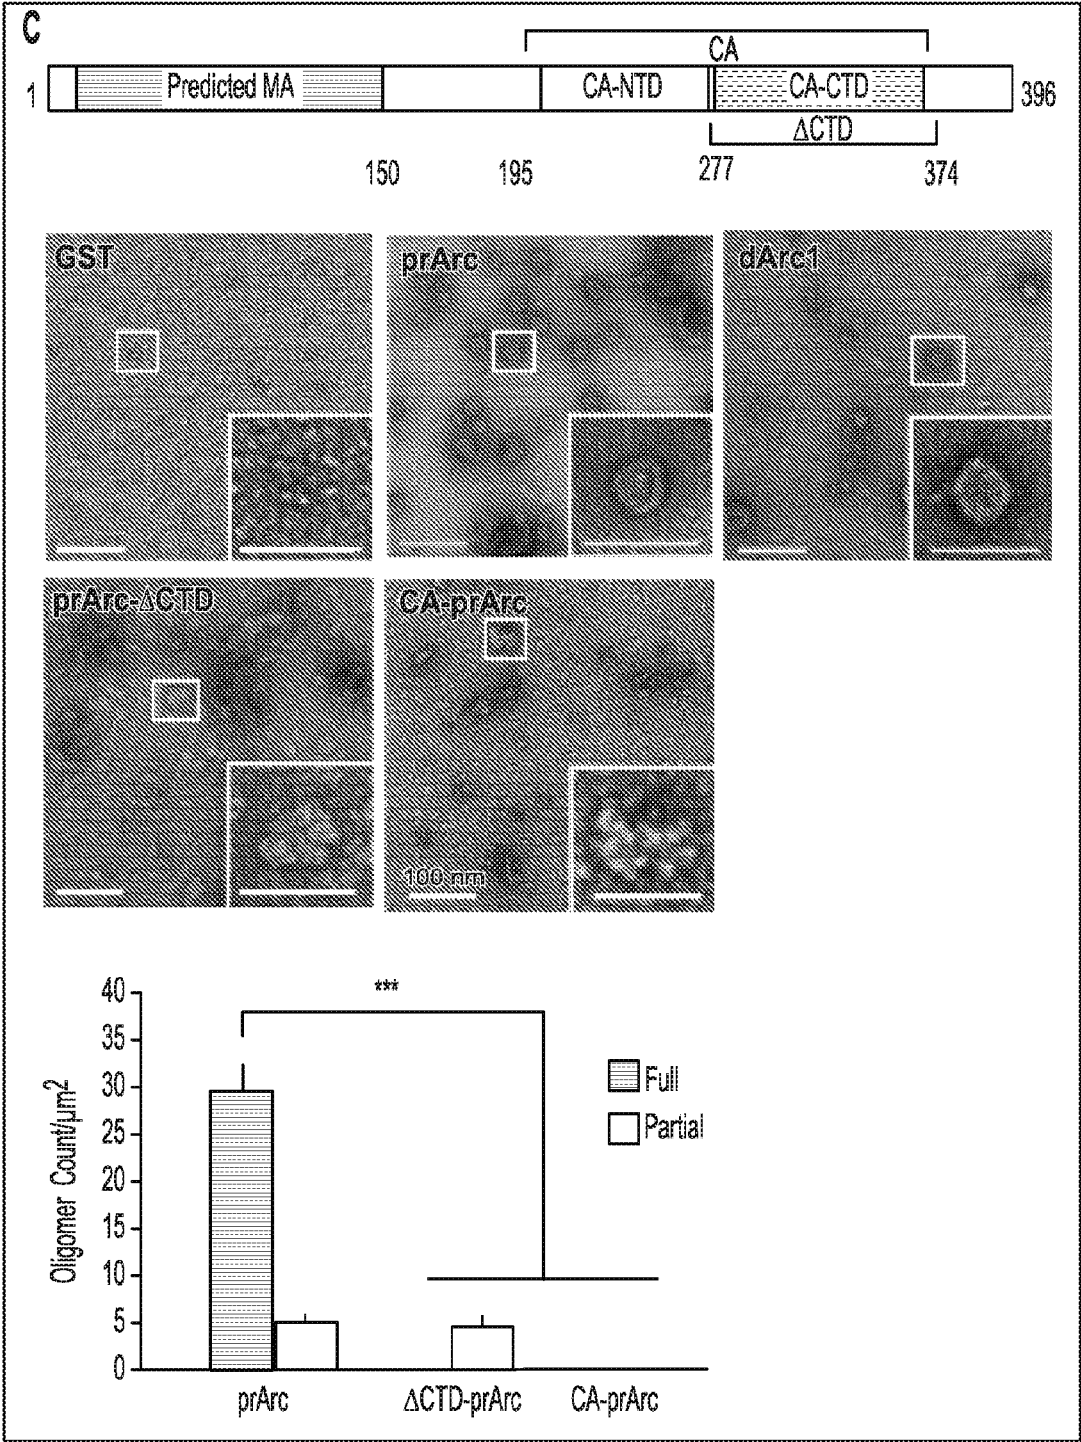 C
CA
1 Predicted MA CA-NTD CA-CTD 396
ΔCTD
150 195 277 374
GST prArc dArc1
prArc-ΔCTD CA-prArc
100 nm
40
***
35
30
25
20
15
10
5
0
Oligomer Count/µm²
Full
Partial
prArc ΔCTD-prArc CA-prArc